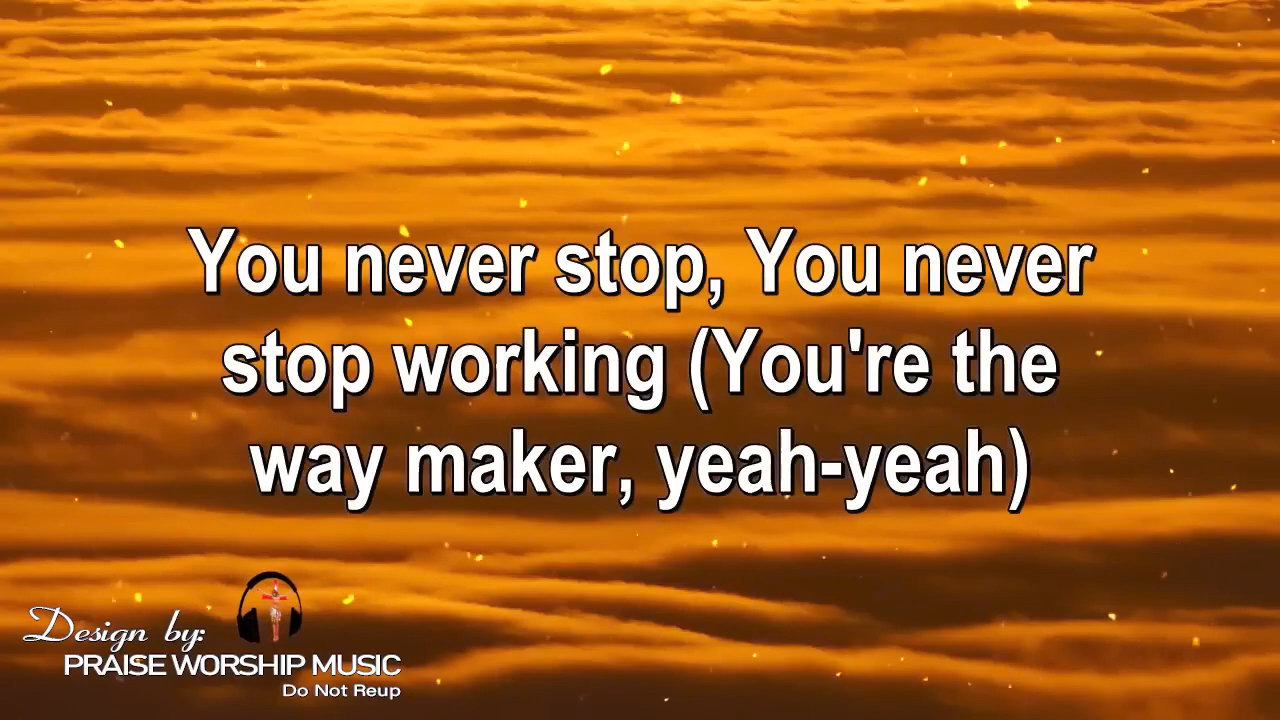 You never stop, You never
stop working (You're the
way maker, yeah-yeah)
Design by:
PRAISE WORSHIP MUSIC
Do Not Reup